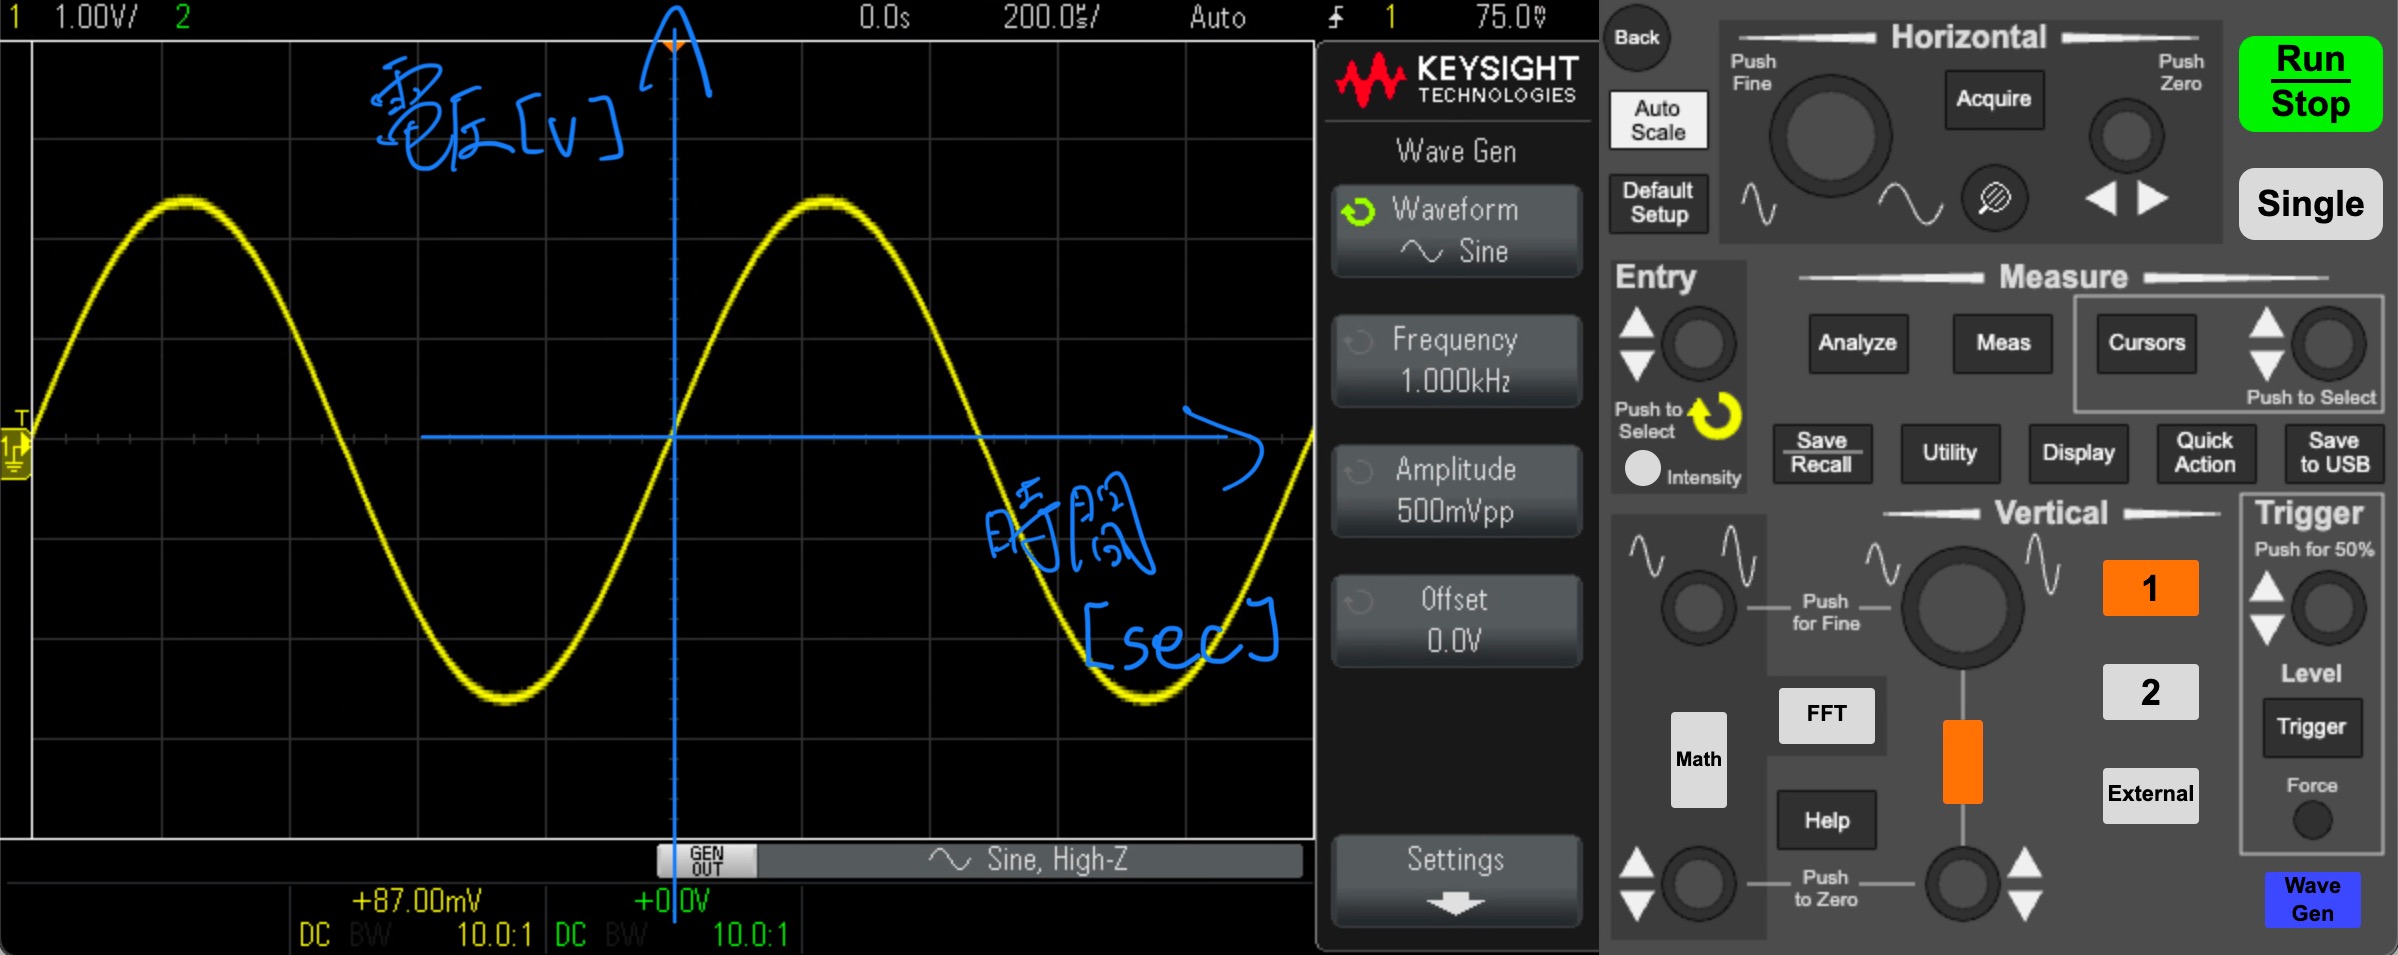 1 1.00V/ 2 0.0s 200.0µs/ Auto 1 75.0mV
電圧[V]
時間
[sec]
T
1
GEN OUT Sine, High-Z
+87.00mV +0.0V
DC BW 10.0:1 DC BW 10.0:1
KEYSIGHT
TECHNOLOGIES
Wave Gen
Waveform
Sine
Frequency
1.000kHz
Amplitude
500mVpp
Offset
0.0V
Settings
Back
Horizontal
Push
Fine
Push
Zero
Acquire
Run
Stop
Auto
Scale
Default
Setup
Single
Entry
Push to
Select
Intensity
Measure
Analyze
Meas
Cursors
Push to Select
Save
Recall
Utility
Display
Quick
Action
Save
to USB
Vertical
Push
for Fine
1
2
External
FFT
Math
Help
Push
to Zero
Trigger
Push for 50%
Level
Trigger
Force
Wave
Gen